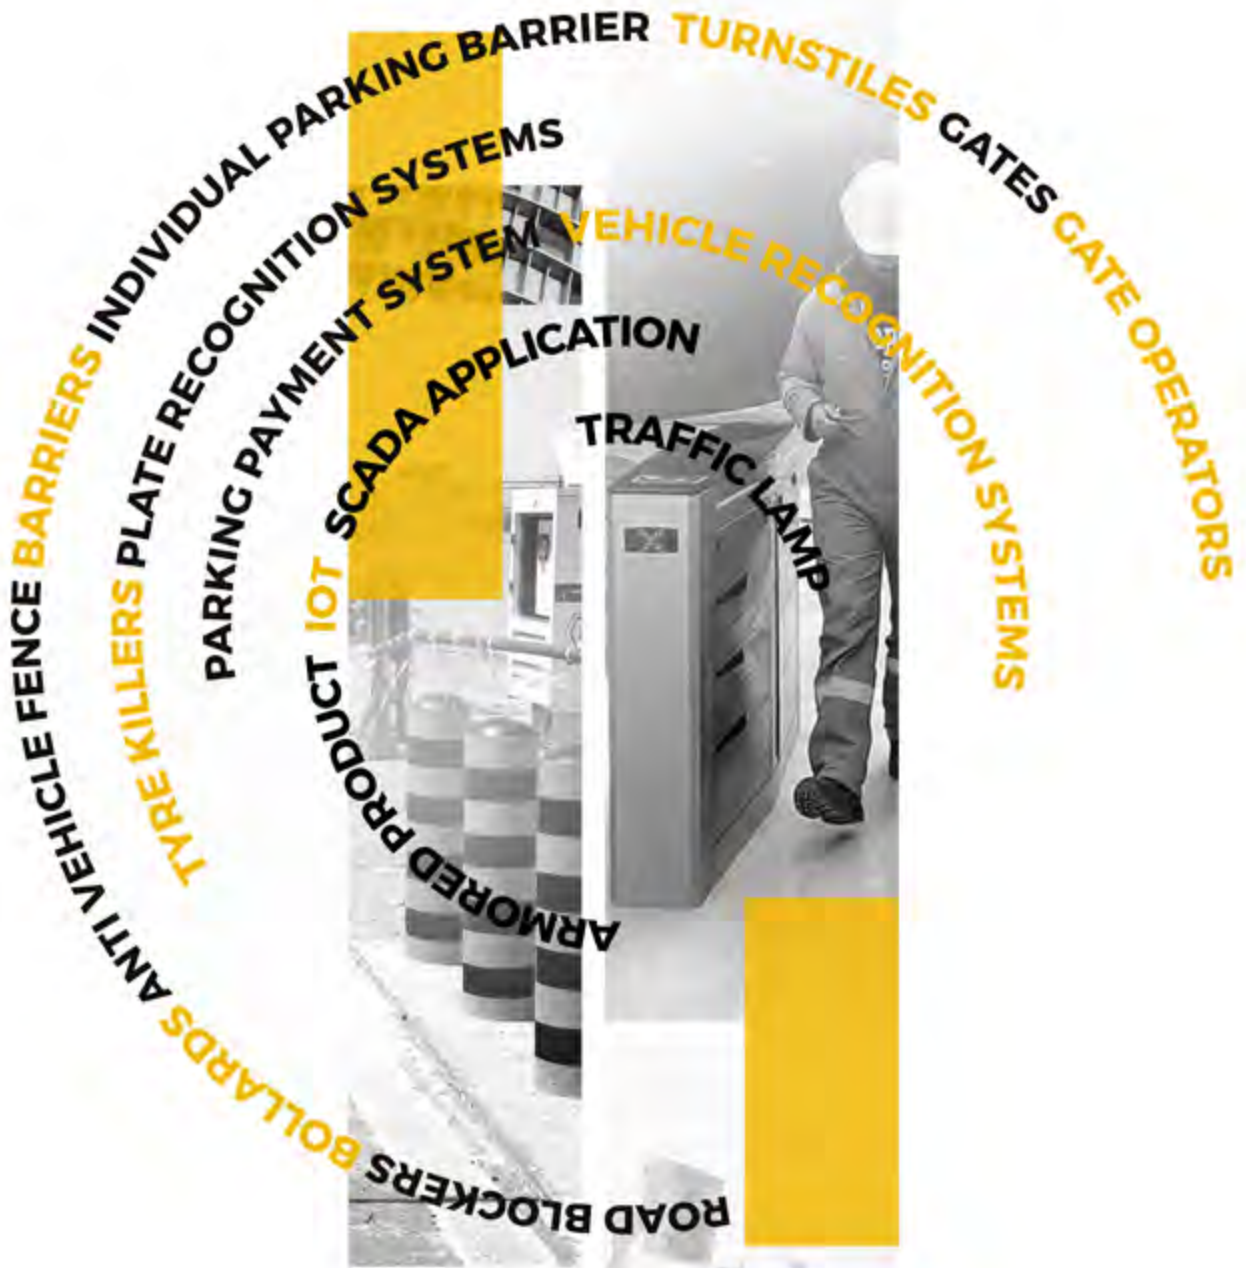 ROAD BLOCKERS BOLLARDS ANTI VEHICLE FENCE BARRIERS INDIVIDUAL PARKING BARRIER TURNSTILES GATES GATE OPERATORS
TYRE KILLERS PLATE RECOGNITION SYSTEMS
PARKING PAYMENT SYSTEM VEHICLE RECOGNITION SYSTEMS
ARMORED PRODUCT IOT SCADA APPLICATION
TRAFFIC LAMP